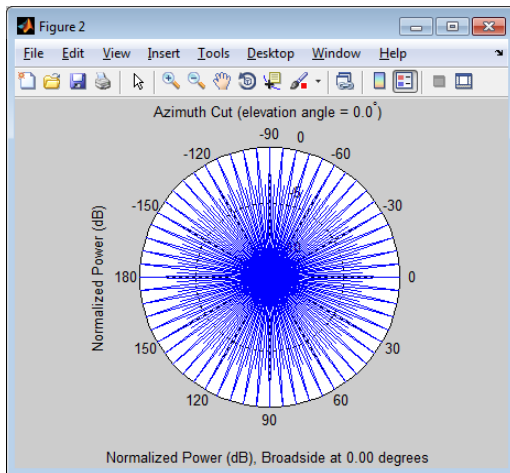 Figure 2
File Edit View Insert Tools Desktop Window Help
Azimuth Cut (elevation angle = 0.0°)
-90 0
-120 -60
-5
-150 -30
Normalized Power (dB)
180 0
150 30
120 60
90
Normalized Power (dB), Broadside at 0.00 degrees